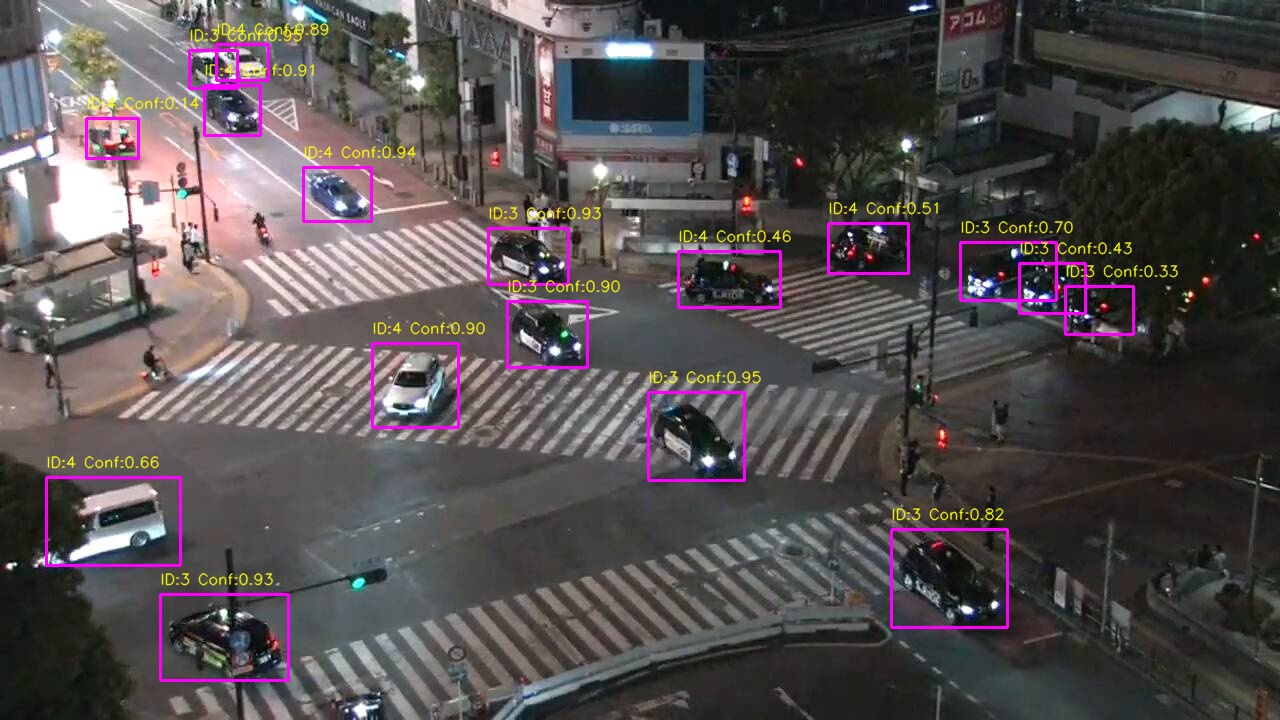 ID:4 Conf:0.89
ID:3 Conf:0.95
ID:4 Conf:0.91
ID:4 Conf:0.14
ID:4 Conf:0.94
ID:3 Conf:0.93
ID:4 Conf:0.46
ID:4 Conf:0.51
ID:3 Conf:0.70
ID:3 Conf:0.43
ID:3 Conf:0.33
ID:3 Conf:0.90
ID:4 Conf:0.90
ID:3 Conf:0.95
ID:4 Conf:0.66
ID:3 Conf:0.82
ID:3 Conf:0.93
AMERICAN EAGLE
アコム
S.RIDE